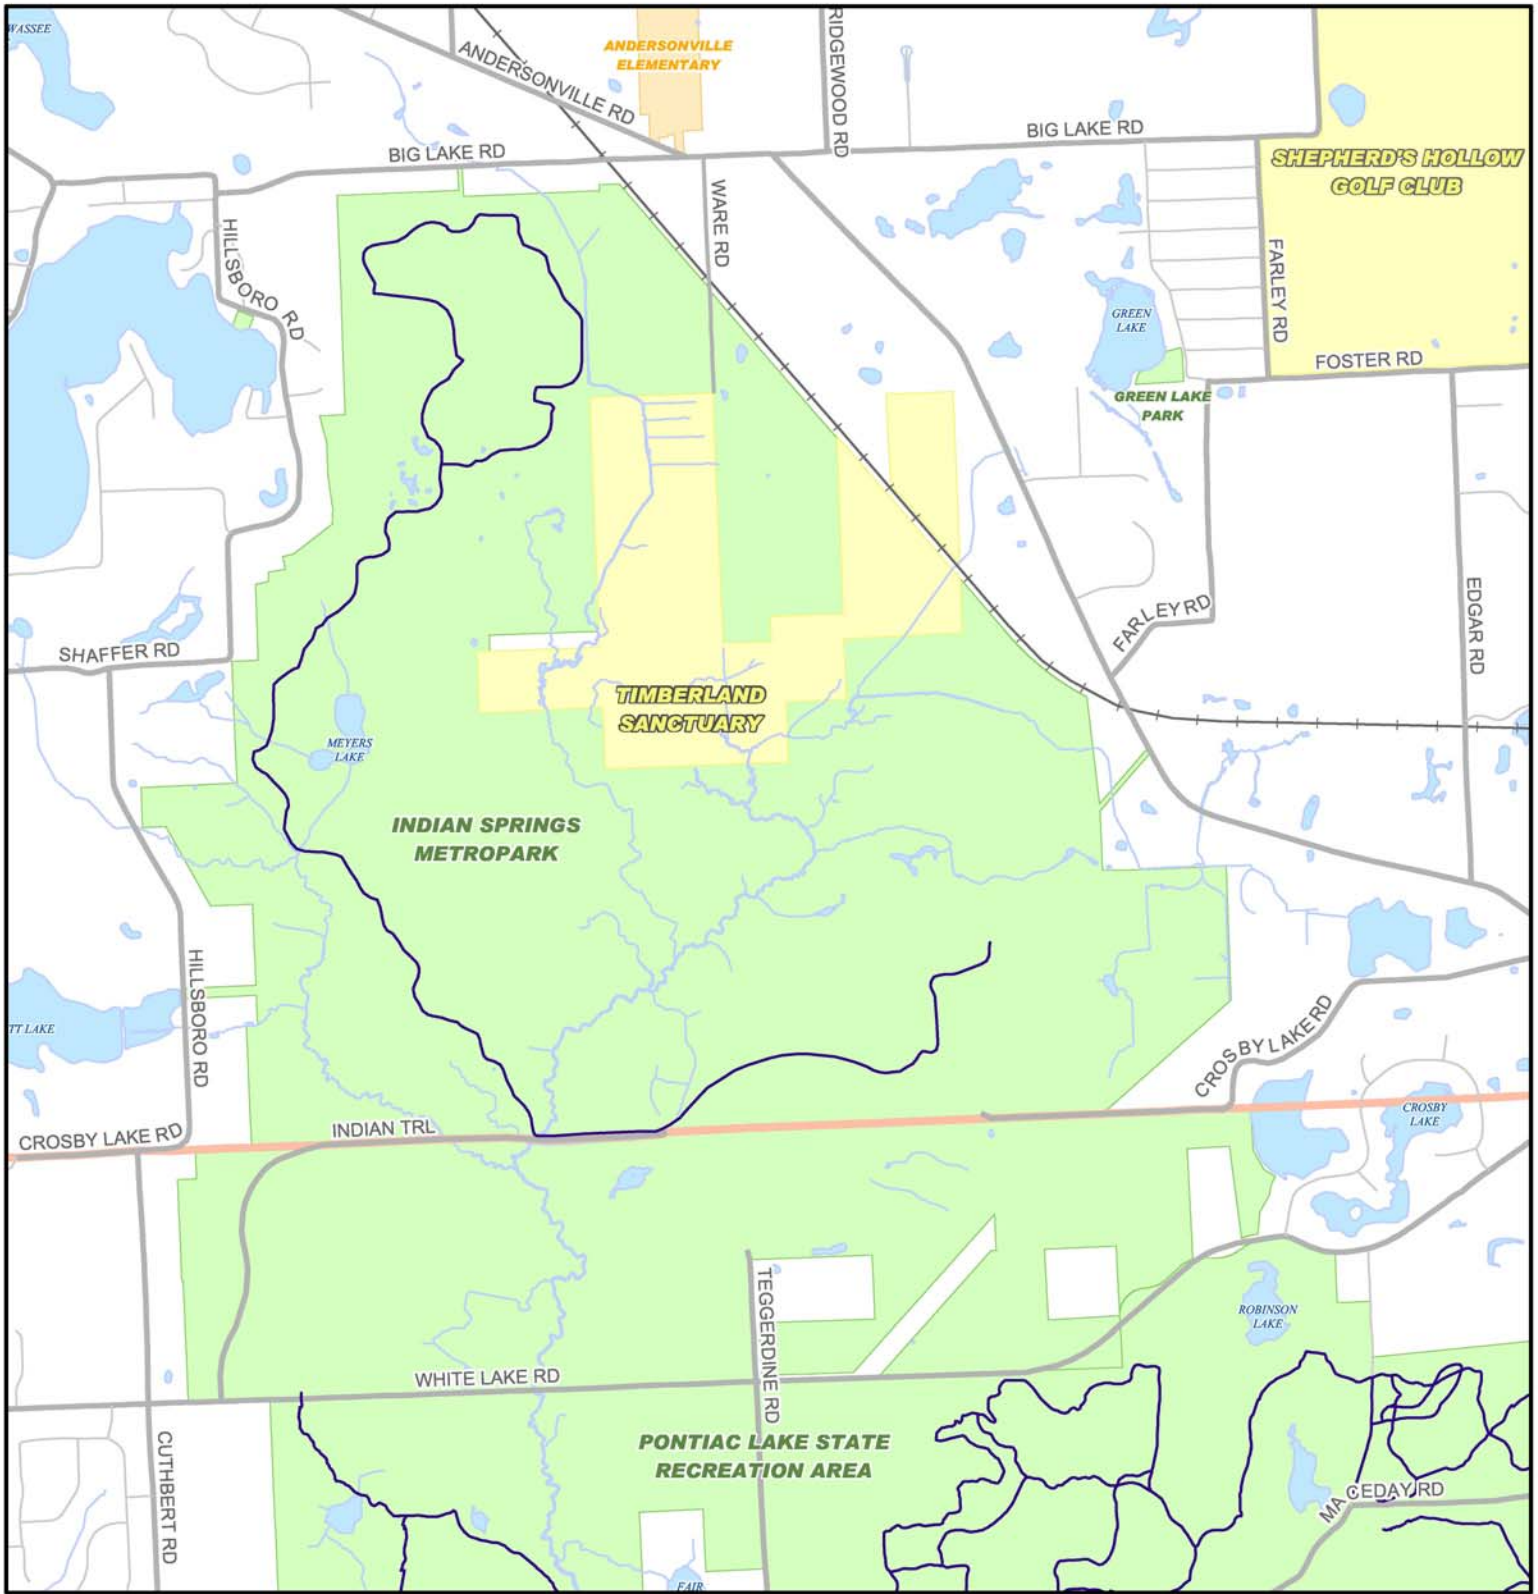 WASSEE
ANDERSONVILLE
ELEMENTARY
ANDERSONVILLE RD
RIDGEWOOD RD
BIG LAKE RD
BIG LAKE RD
SHEPHERD'S HOLLOW
GOLF CLUB
WARE RD
HILLSBORO RD
FARLEY RD
GREEN
LAKE
FOSTER RD
GREEN LAKE
PARK
FARLEY RD
EDGAR RD
SHAFFER RD
TIMBERLAND
SANCTUARY
MEYERS
LAKE
INDIAN SPRINGS
METROPARK
HILLSBORO RD
TT LAKE
CROSBY LAKE RD
CROSBY
LAKE
CROSBY LAKE RD
INDIAN TRL
TEGGERDINE RD
ROBINSON
LAKE
WHITE LAKE RD
PONTIAC LAKE STATE
RECREATION AREA
CUTHBERT RD
MACEDAY RD
FAIR